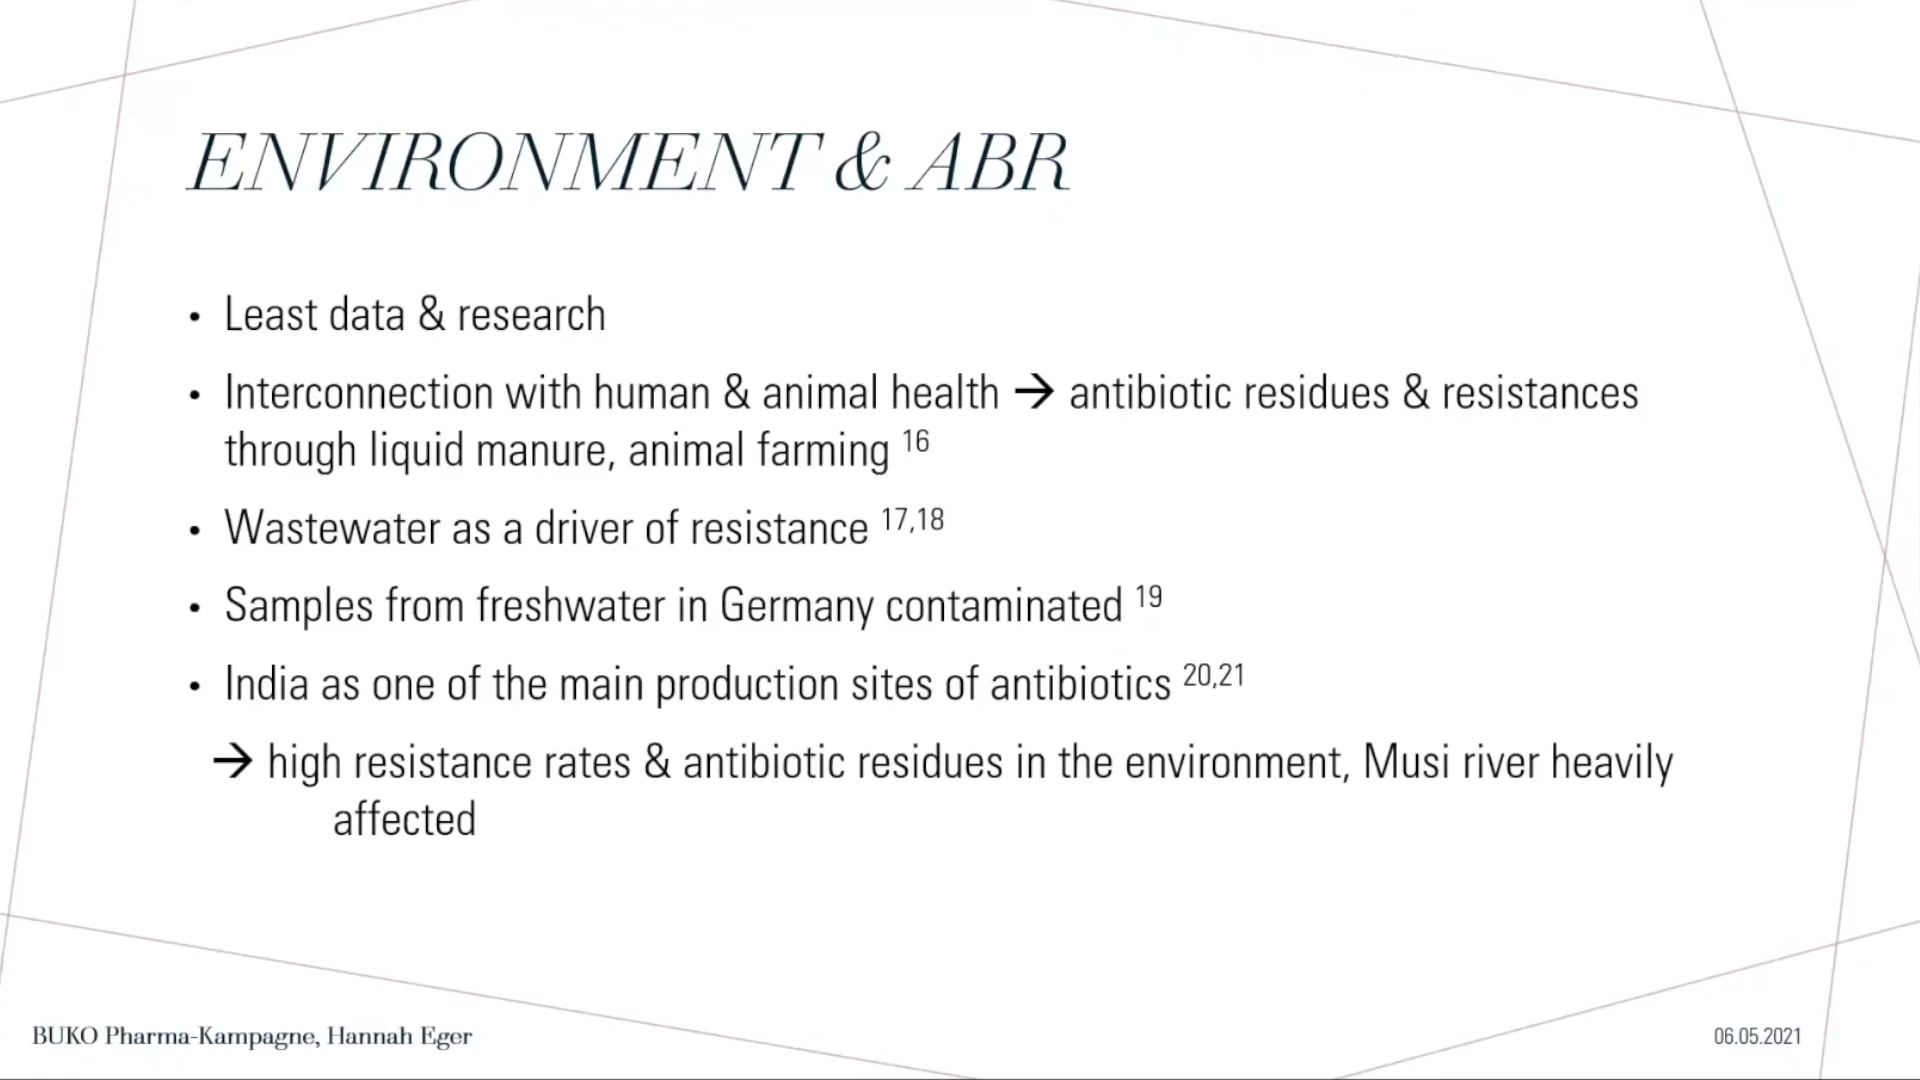 ENVIRONMENT & ABR
• Least data & research
• Interconnection with human & animal health → antibiotic residues & resistances
through liquid manure, animal farming 16
• Wastewater as a driver of resistance 17,18
• Samples from freshwater in Germany contaminated 19
• India as one of the main production sites of antibiotics 20,21
→ high resistance rates & antibiotic residues in the environment, Musi river heavily
affected
BUKO Pharma-Kampagne, Hannah Eger
06.05.2021